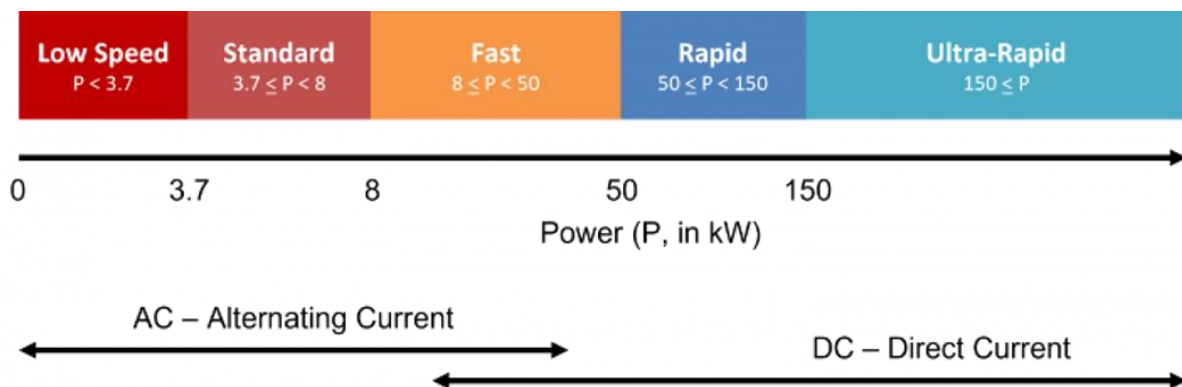 Low Speed
P < 3.7
Standard
3.7 ≤ P < 8
Fast
8 ≤ P < 50
Rapid
50 ≤ P < 150
Ultra-Rapid
150 ≤ P
0 3.7 8 50 150
Power (P, in kW)
AC – Alternating Current
DC – Direct Current